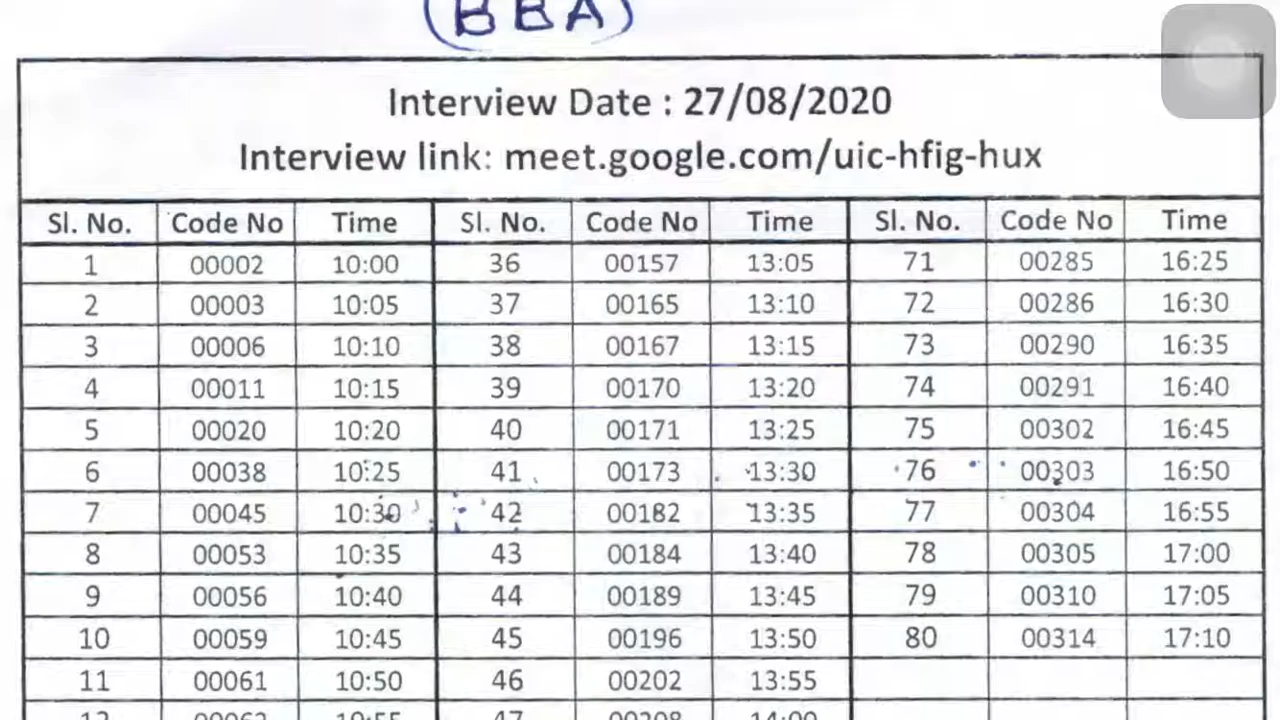 (BBA)
Interview Date : 27/08/2020
Interview link: meet.google.com/uic-hfig-hux
Sl. No. Code No Time Sl. No. Code No Time Sl. No. Code No Time
1 00002 10:00 36 00157 13:05 71 00285 16:25
2 00003 10:05 37 00165 13:10 72 00286 16:30
3 00006 10:10 38 00167 13:15 73 00290 16:35
4 00011 10:15 39 00170 13:20 74 00291 16:40
5 00020 10:20 40 00171 13:25 75 00302 16:45
6 00038 10:25 41 00173 13:30 76 00303 16:50
7 00045 10:30 42 00182 13:35 77 00304 16:55
8 00053 10:35 43 00184 13:40 78 00305 17:00
9 00056 10:40 44 00189 13:45 79 00310 17:05
10 00059 10:45 45 00196 13:50 80 00314 17:10
11 00061 10:50 46 00202 13:55